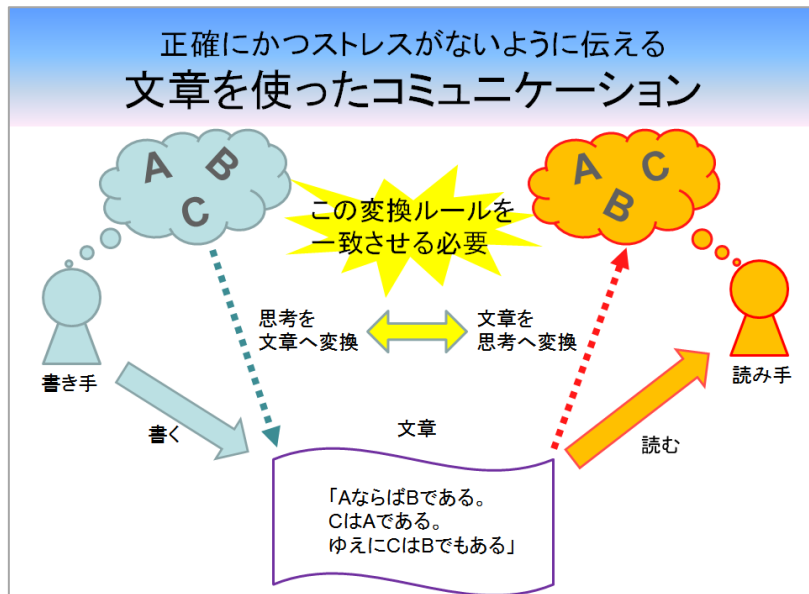 正確にかつストレスがないように伝える
文章を使ったコミュニケーション
A B
C
A C
B
この変換ルールを
一致させる必要
思考を
文章へ変換
文章を
思考へ変換
書き手
読み手
書く
文章
読む
「AならばBである。
CはAである。
ゆえにCはBでもある」